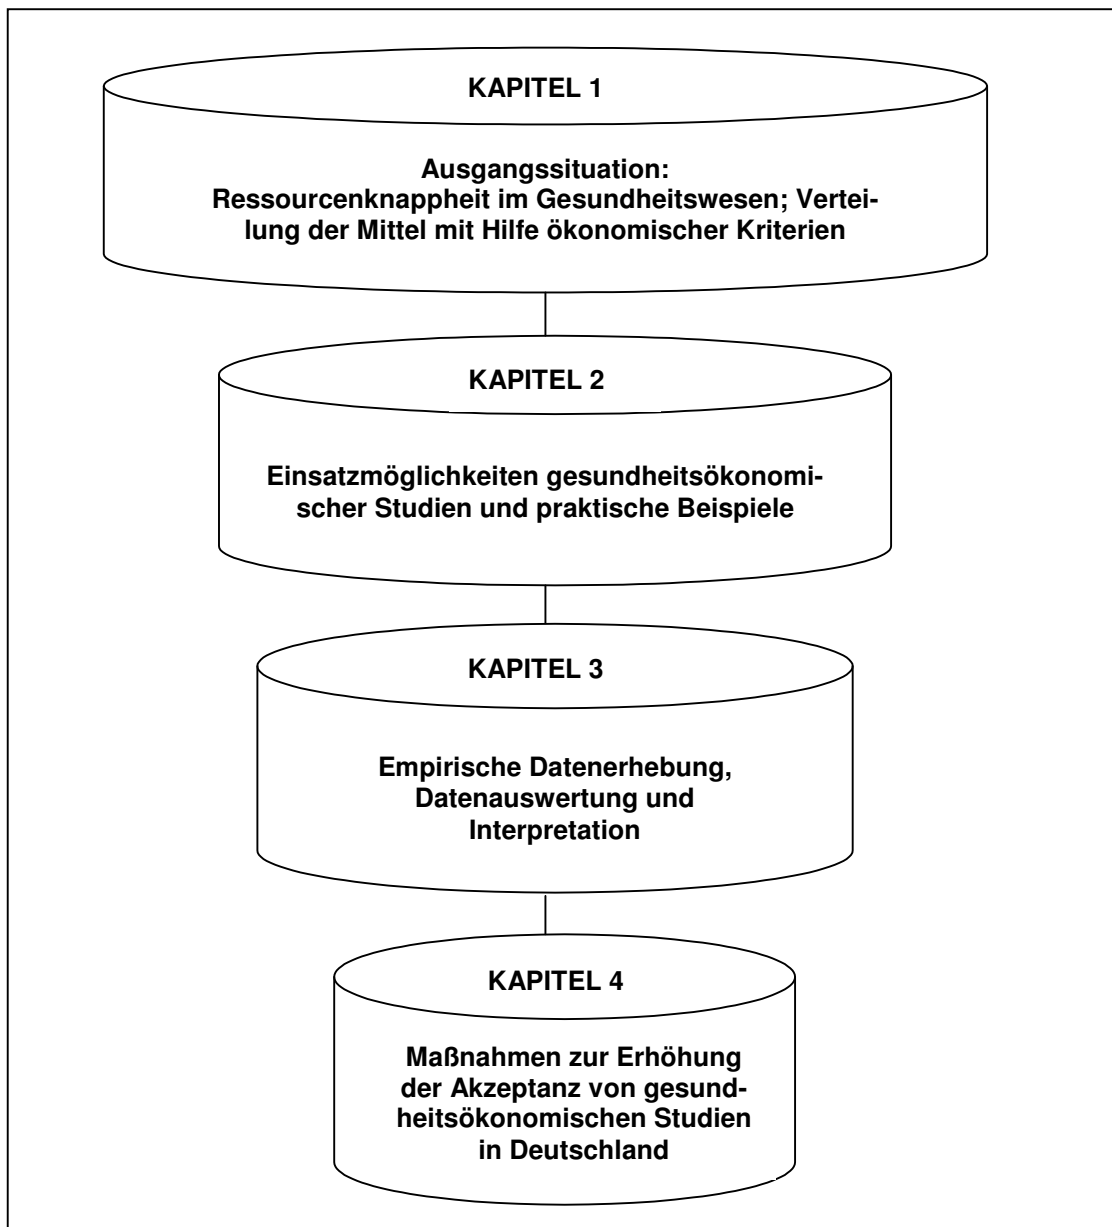 KAPITEL 1
Ausgangssituation:
Ressourcenknappheit im Gesundheitswesen; Vertei-
lung der Mittel mit Hilfe ökonomischer Kriterien
KAPITEL 2
Einsatzmöglichkeiten gesundheitsökonomi-
scher Studien und praktische Beispiele
KAPITEL 3
Empirische Datenerhebung,
Datenauswertung und
Interpretation
KAPITEL 4
Maßnahmen zur Erhöhung
der Akzeptanz von gesund-
heitsökonomischen Studien
in Deutschland